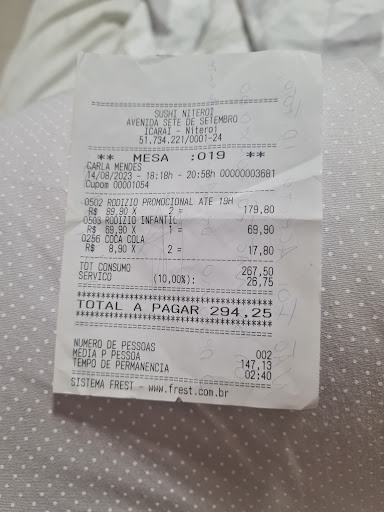 SUSHI NITEROI
AVENIDA SETE DE SETEMBRO
ICARAI - Niteroi
51.734.221/0001-24
** MESA :019 **
CARLA MENDES
14/08/2023 - 18:18h - 20:58h 00000003681
Cupom 00001054
0502 RODIZIO PROMOCIONAL ATE 19H
R$ 89,90 X 2 = 179,80
0503 RODIZIO INFANTIL
R$ 69,90 X 1 = 69,90
0256 COCA COLA
R$ 8,90 X 2 = 17,80
TOT CONSUMO 267,50
SERVICO (10,00%): 26,75
TOTAL A PAGAR 294.25
NUMERO DE PESSOAS 002
MEDIA P PESSOA 147,13
TEMPO DE PERMANENCIA 02:40
SISTEMA FREST - www.frest.com.br